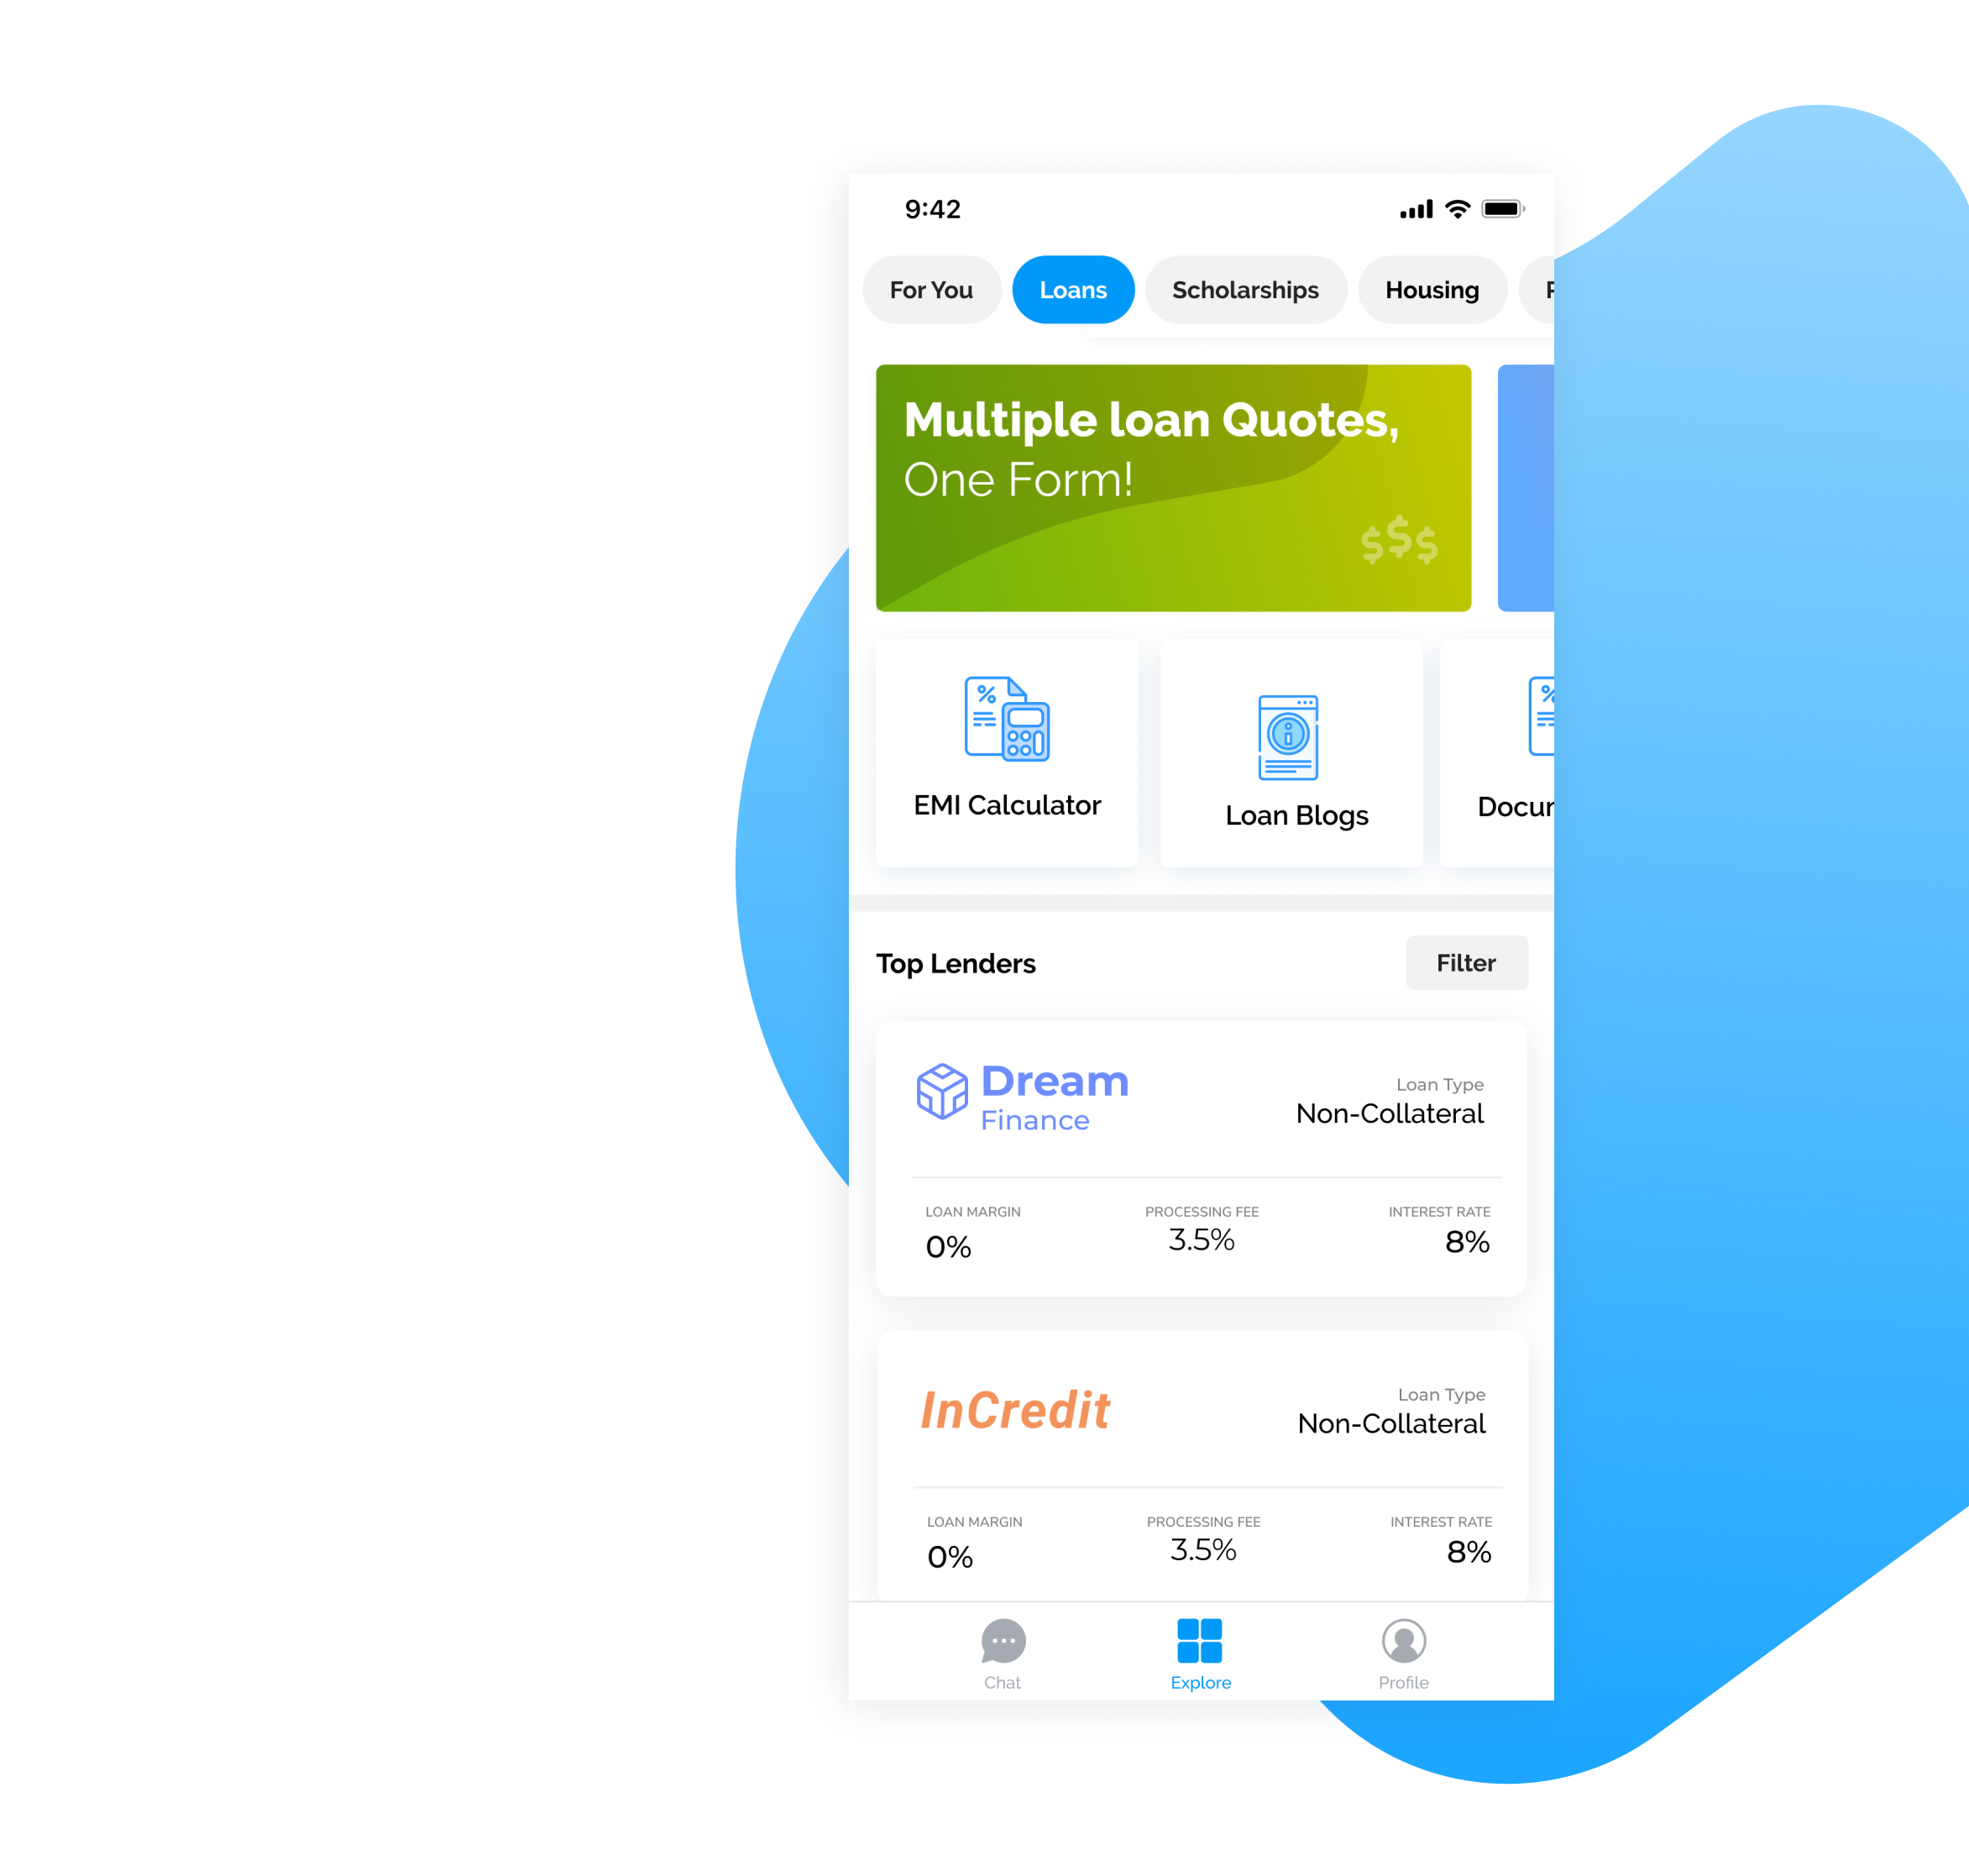 9:42
For You
Loans
Scholarships
Housing
Multiple loan Quotes,
One Form!
$$$
EMI Calculator
Loan Blogs
Top Lenders
Filter
Dream
Finance
Loan Type
Non-Collateral
LOAN MARGIN
PROCESSING FEE
INTEREST RATE
0%
3.5%
8%
InCredit
Loan Type
Non-Collateral
LOAN MARGIN
PROCESSING FEE
INTEREST RATE
0%
3.5%
8%
Chat
Explore
Profile